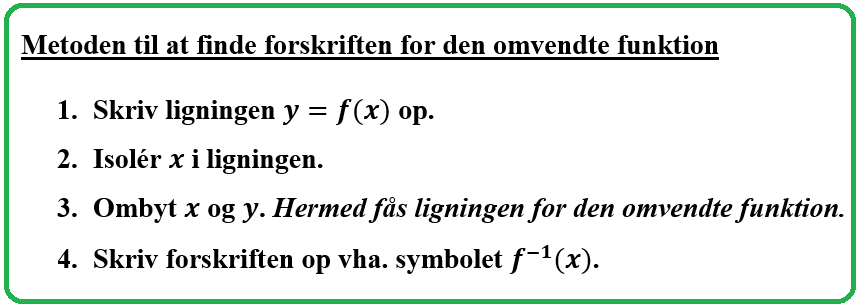 Metoden til at finde forskriften for den omvendte funktion
1. Skriv ligningen y = f(x) op.
2. Isolér x i ligningen.
3. Ombyt x og y. Hermed fås ligningen for den omvendte funktion.
4. Skriv forskriften op vha. symbolet f⁻¹(x).